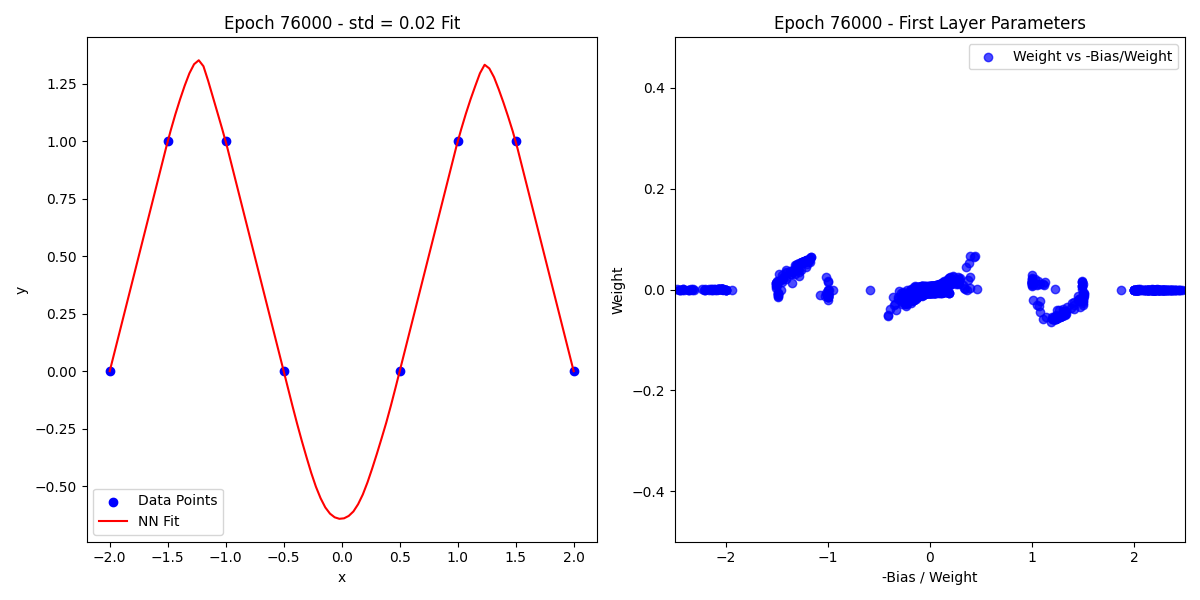 Epoch 76000 - std = 0.02 Fit
1.25
1.00
0.75
0.50
0.25
0.00
−0.25
−0.50
y
Data Points
NN Fit
−2.0 −1.5 −1.0 −0.5 0.0 0.5 1.0 1.5 2.0
x
Epoch 76000 - First Layer Parameters
Weight vs -Bias/Weight
0.4
0.2
0.0
−0.2
−0.4
Weight
−2 −1 0 1 2
-Bias / Weight